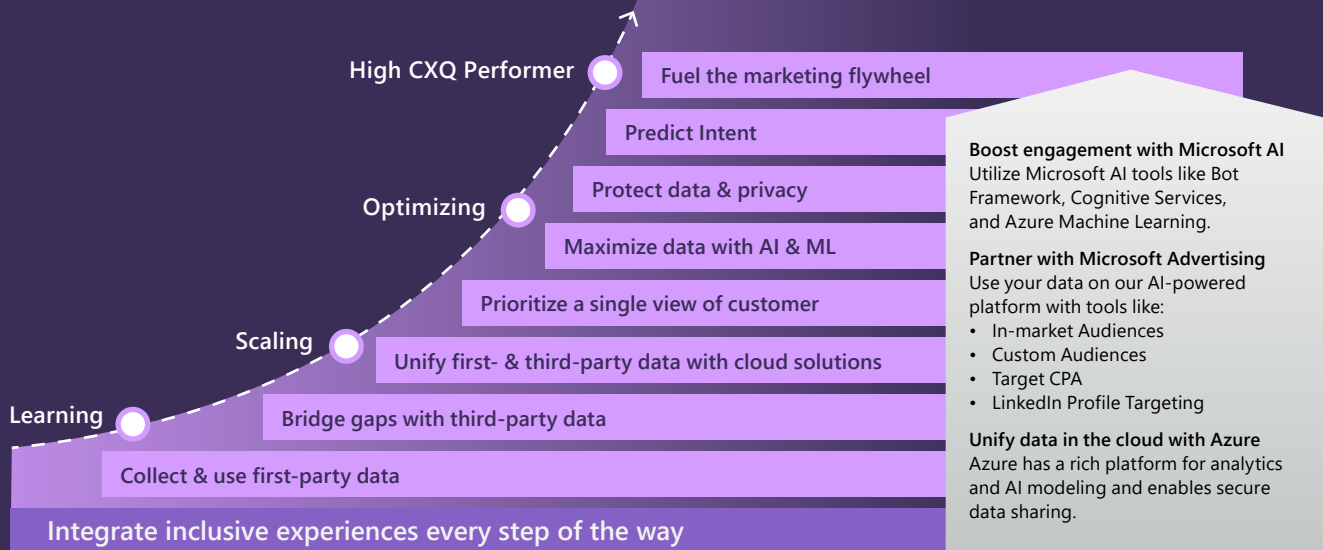 High CXQ Performer
Fuel the marketing flywheel
Predict Intent
Protect data & privacy
Optimizing
Maximize data with AI & ML
Prioritize a single view of customer
Scaling
Unify first- & third-party data with cloud solutions
Learning
Bridge gaps with third-party data
Collect & use first-party data
Integrate inclusive experiences every step of the way
Boost engagement with Microsoft AI
Utilize Microsoft AI tools like Bot
Framework, Cognitive Services,
and Azure Machine Learning.
Partner with Microsoft Advertising
Use your data on our AI-powered
platform with tools like:
• In-market Audiences
• Custom Audiences
• Target CPA
• LinkedIn Profile Targeting
Unify data in the cloud with Azure
Azure has a rich platform for analytics
and AI modeling and enables secure
data sharing.